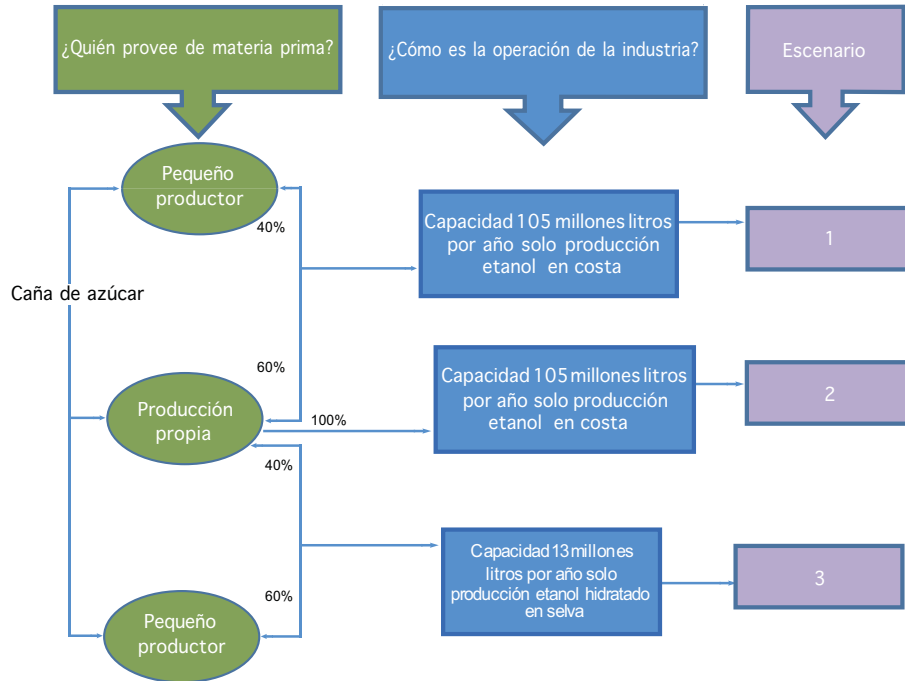 ¿Quién provee de materia prima?
¿Cómo es la operación de la industria?
Escenario
Pequeño
productor
40%
Capacidad 105 millones litros
por año solo producción
etanol en costa
1
Caña de azúcar
60%
Producción
propia
100%
40%
Capacidad 105 millones litros
por año solo producción
etanol en costa
2
60%
Pequeño
productor
Capacidad 13 millones
litros por año solo
producción etanol hidratado
en selva
3